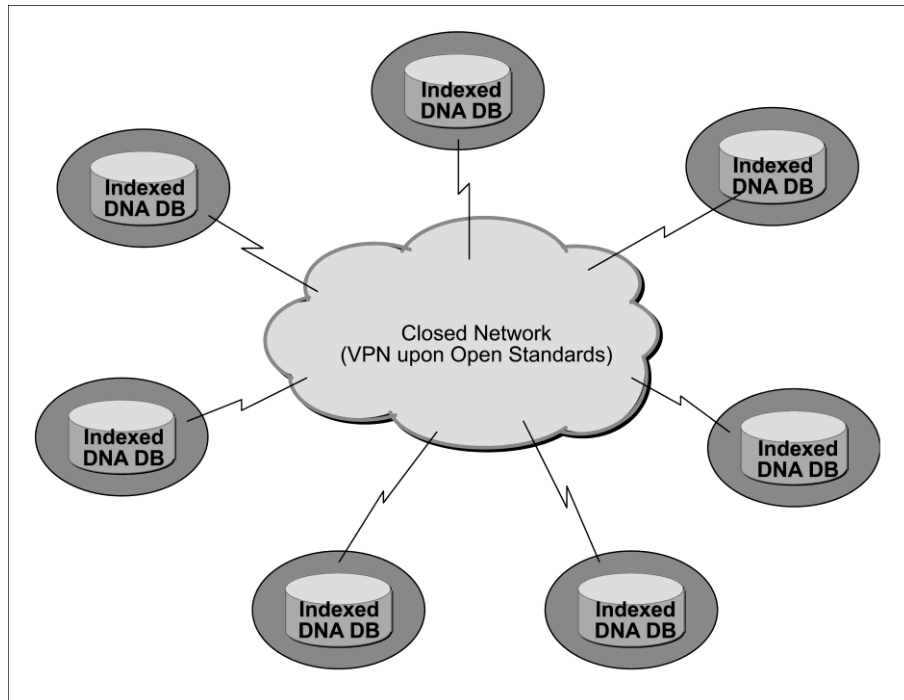 Indexed
DNA DB
Indexed
DNA DB
Indexed
DNA DB
Closed Network
(VPN upon Open Standards)
Indexed
DNA DB
Indexed
DNA DB
Indexed
DNA DB
Indexed
DNA DB